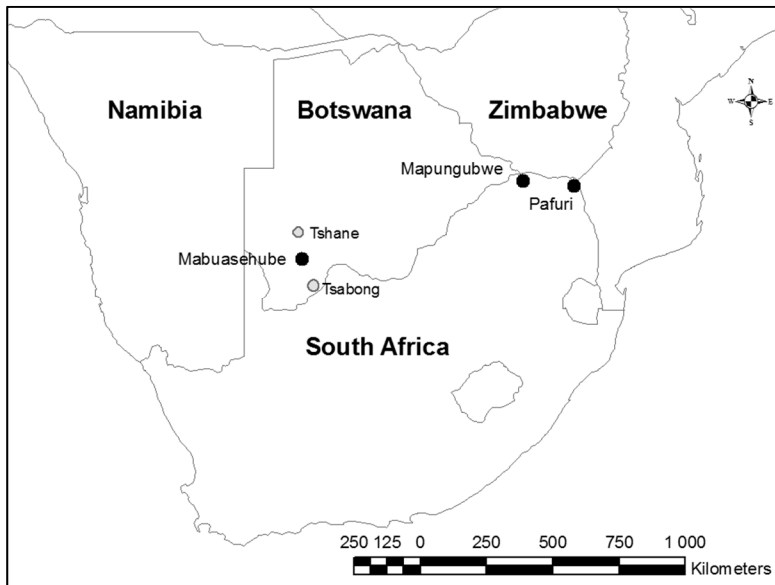 N
W E
S
Namibia Botswana Zimbabwe
Mapungubwe
Pafuri
Tshane
Mabuasehube
Tsabong
South Africa
250 125 0 250 500 750 1 000
Kilometers